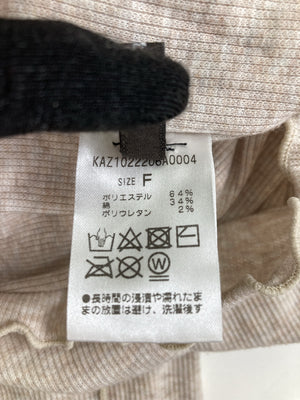 KAZ1022206A0004
SIZE F
ポリエステル 64%
綿 34%
ポリウレタン 2%
W
●長時間の浸漬や濡れたま
まの放置は避け、洗濯後す